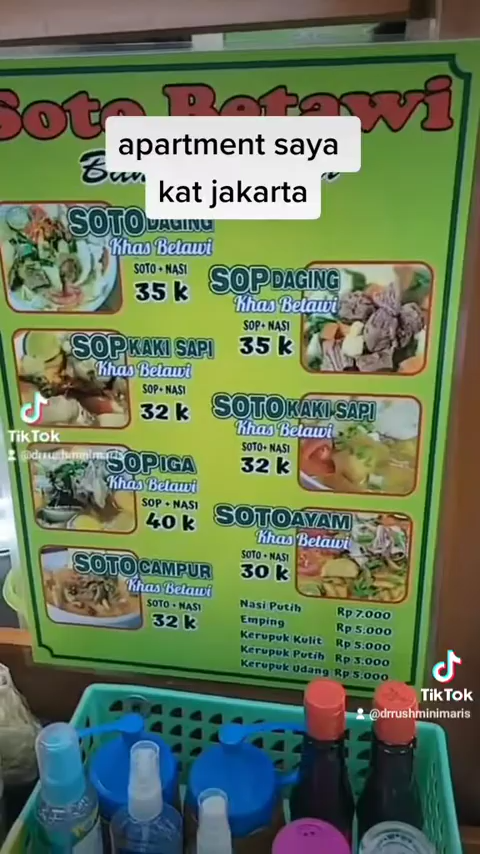 Soto Betawi
apartment saya
kat jakarta
SOTO DAGING
Khas Betawi
SOTO + NASI
35 k
SOP DAGING
Khas Betawi
SOP+ NASI
35 k
SOP KAKI SAPI
Khas Betawi
SOP+ NASI
32 k
SOTO KAKI SAPI
Khas Betawi
SOTO+ NASI
32 k
TikTok
@drrushminimaris
SOP IGA
Khas Betawi
SOP + NASI
40 k
SOTO AYAM
Khas Betawi
SOTO + NASI
30 k
SOTO CAMPUR
Khas Betawi
SOTO + NASI
32 k
Nasi Putih Rp 7.000
Emping Rp 5.000
Kerupuk Kulit Rp 5.000
Kerupuk Putih Rp 3.000
Kerupuk Udang Rp 5.000
TikTok
@drrushminimaris